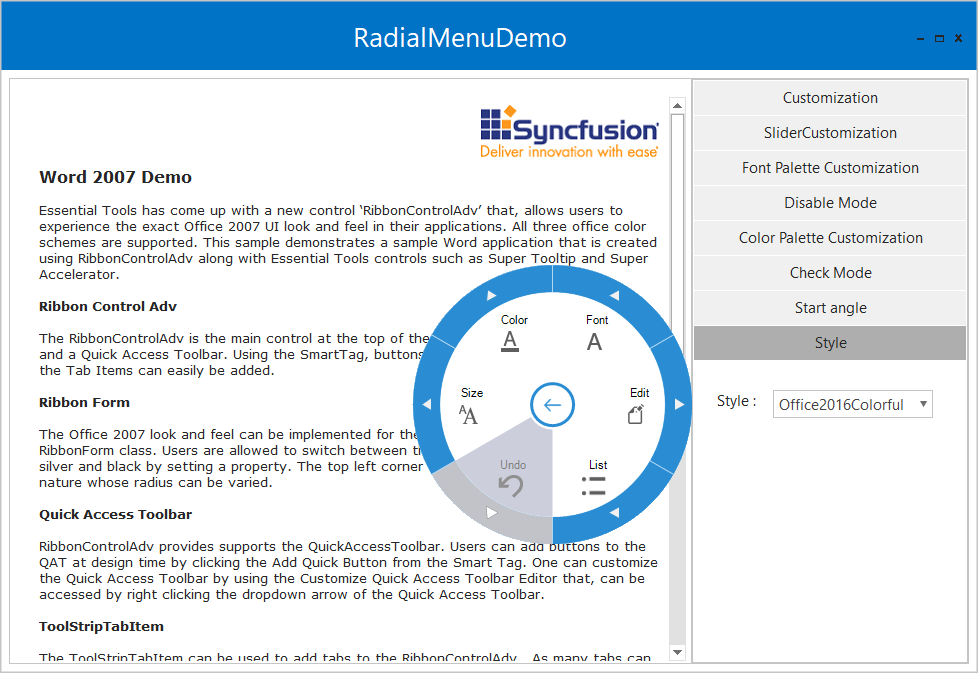 RadialMenuDemo
Syncfusion
Deliver innovation with ease
Word 2007 Demo
Essential Tools has come up with a new control ‘RibbonControlAdv’ that, allows users to
experience the exact Office 2007 UI look and feel in their applications. All three office color
schemes are supported. This sample demonstrates a sample Word application that is created
using RibbonControlAdv along with Essential Tools controls such as Super Tooltip and Super
Accelerator.
Ribbon Control Adv
The RibbonControlAdv is the main control at the top of the
and a Quick Access Toolbar. Using the SmartTag, buttons
the Tab Items can easily be added.
Ribbon Form
The Office 2007 look and feel can be implemented for the
RibbonForm class. Users are allowed to switch between
silver and black by setting a property. The top left corner
nature whose radius can be varied.
Quick Access Toolbar
RibbonControlAdv provides supports the QuickAccessToolbar. Users can add buttons to the
QAT at design time by clicking the Add Quick Button from the Smart Tag. One can customize
the Quick Access Toolbar by using the Customize Quick Access Toolbar Editor that, can be
accessed by right clicking the dropdown arrow of the Quick Access Toolbar.
ToolStripTabItem
The ToolStripTabItem can be used to add tabs to the RibbonControlAdv. As many tabs can
Color
Font
Size
Edit
Undo
List
Customization
SliderCustomization
Font Palette Customization
Disable Mode
Color Palette Customization
Check Mode
Start angle
Style
Style :
Office2016Colorful